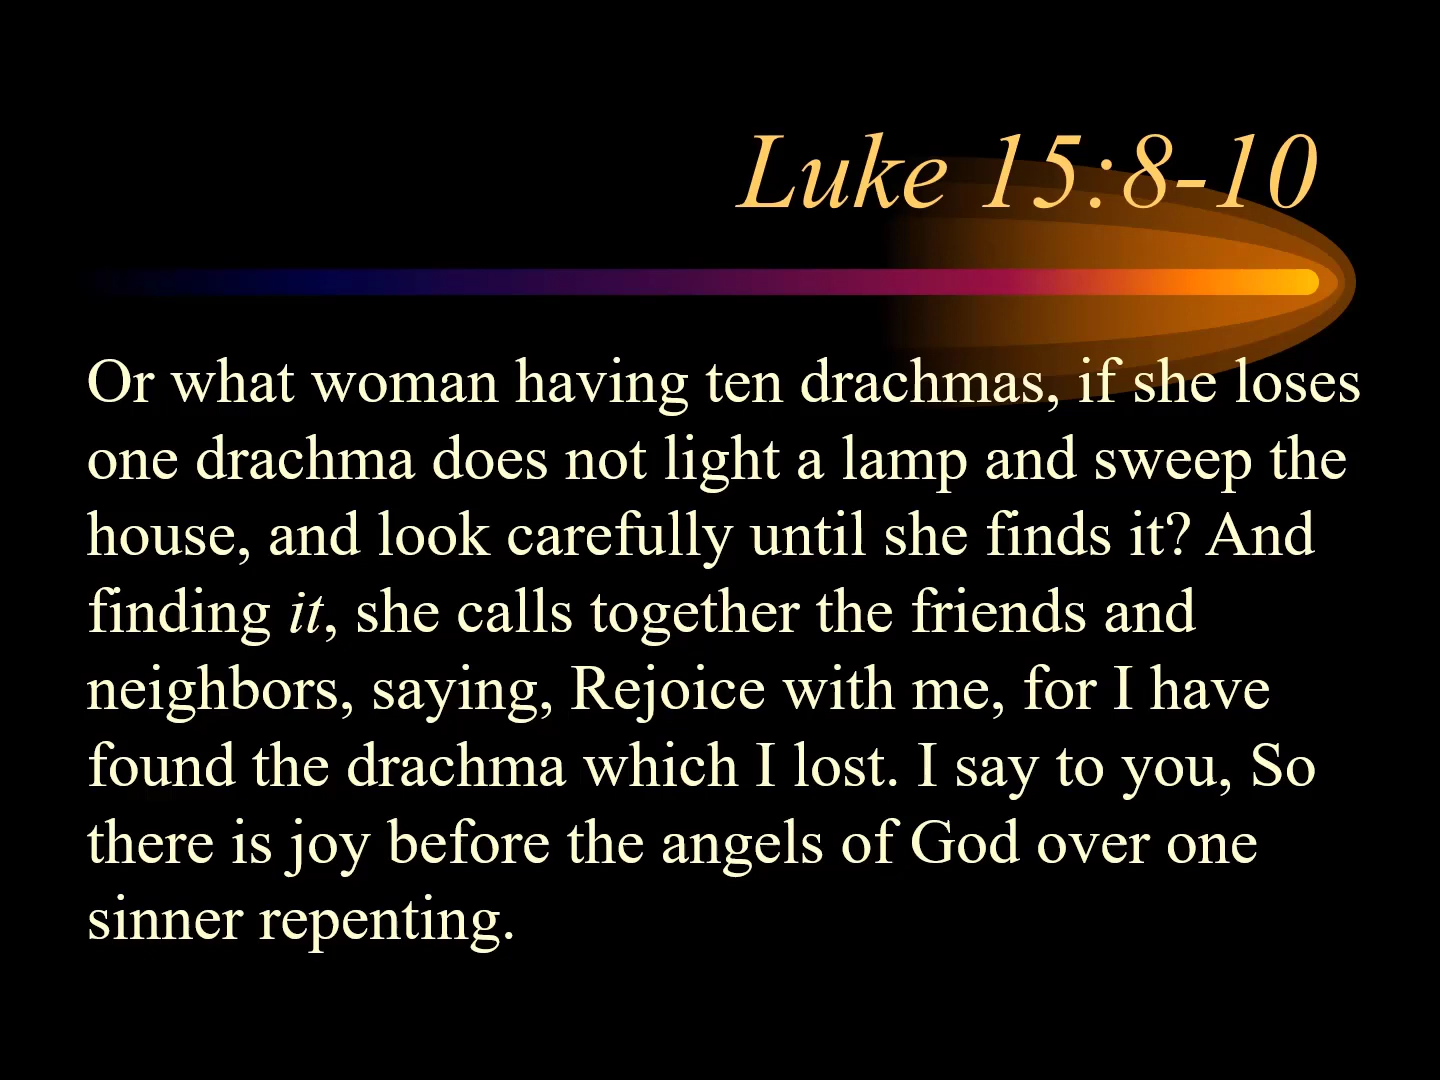 Luke 15:8-10
Or what woman having ten drachmas, if she loses
one drachma does not light a lamp and sweep the
house, and look carefully until she finds it? And
finding it, she calls together the friends and
neighbors, saying, Rejoice with me, for I have
found the drachma which I lost. I say to you, So
there is joy before the angels of God over one
sinner repenting.